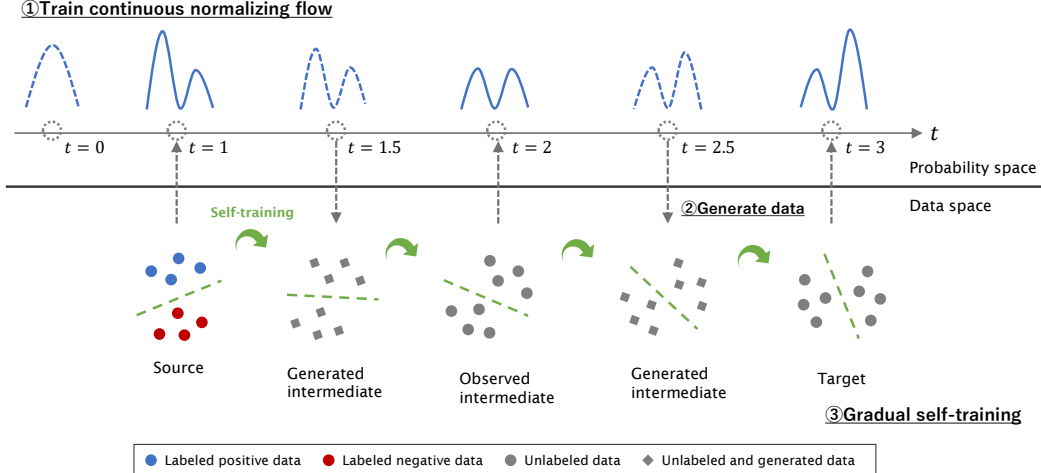 ①Train continuous normalizing flow
t = 0
t = 1
t = 1.5
t = 2
t = 2.5
t = 3
t
Probability space
Data space
②Generate data
Self-training
Source
Generated
intermediate
Observed
intermediate
Generated
intermediate
Target
③Gradual self-training
Labeled positive data
Labeled negative data
Unlabeled data
Unlabeled and generated data